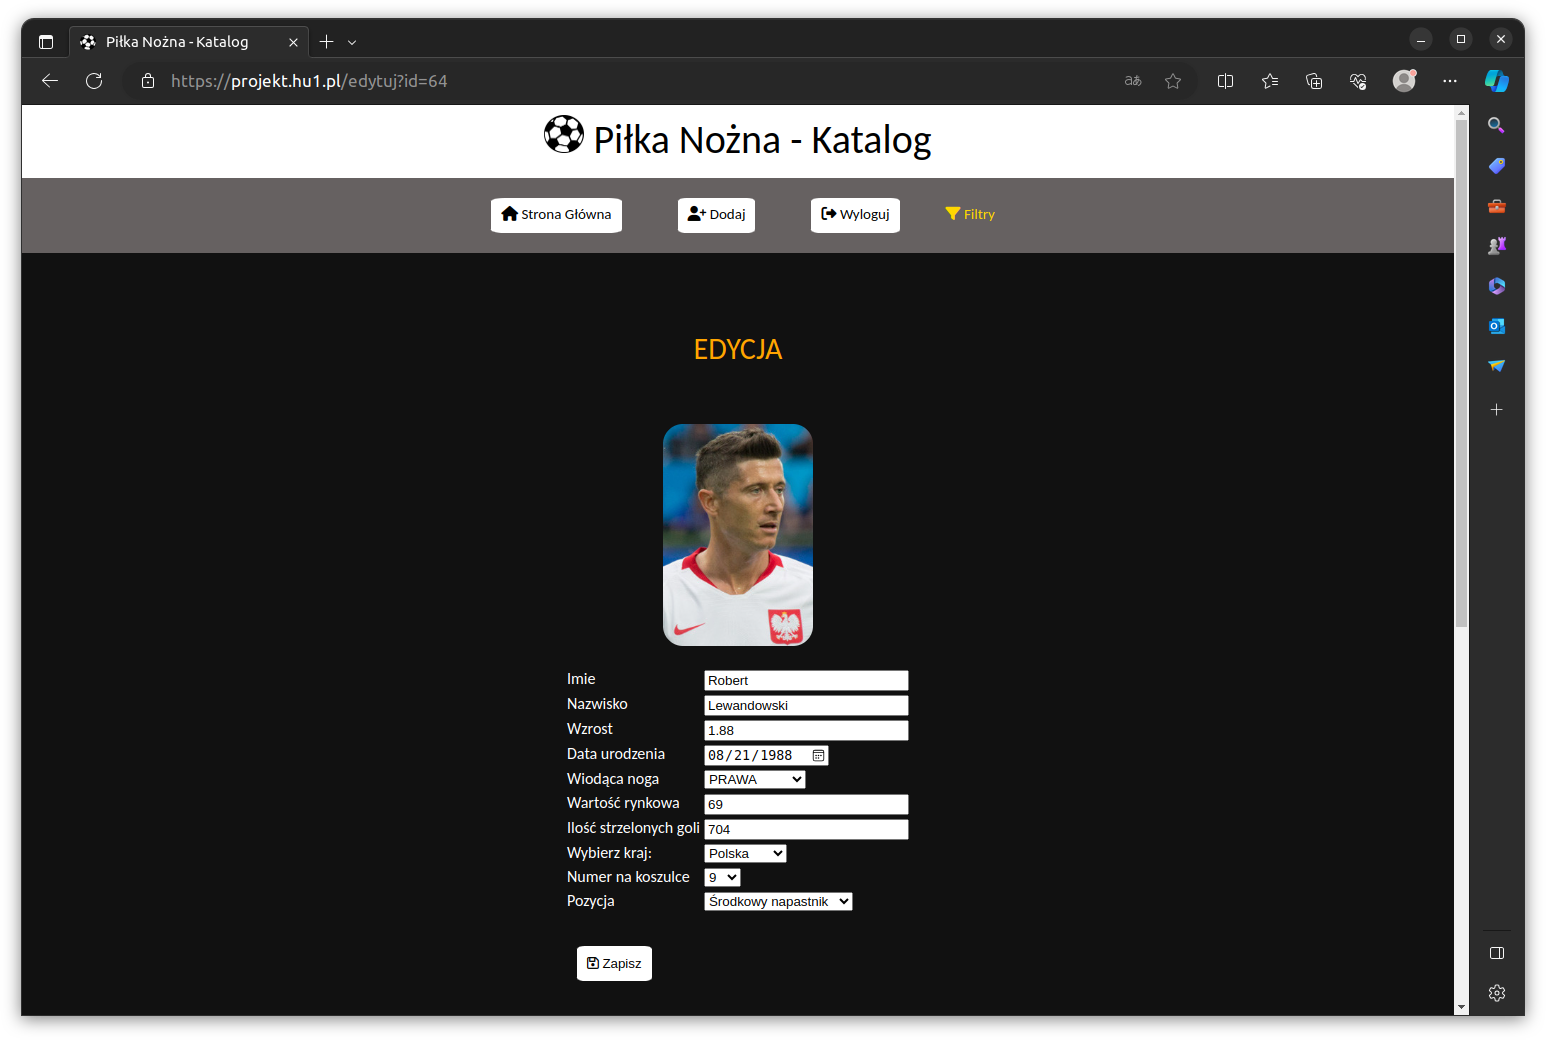 Piłka Nożna - Katalog
https://projekt.hu1.pl/edytuj?id=64
aあ
Piłka Nożna - Katalog
Strona Główna Dodaj Wyloguj Filtry
EDYCJA
Imie Robert
Nazwisko Lewandowski
Wzrost 1.88
Data urodzenia 08/21/1988
Wiodąca noga PRAWA
Wartość rynkowa 69
Ilość strzelonych goli 704
Wybierz kraj: Polska
Numer na koszulce 9
Pozycja Środkowy napastnik
Zapisz